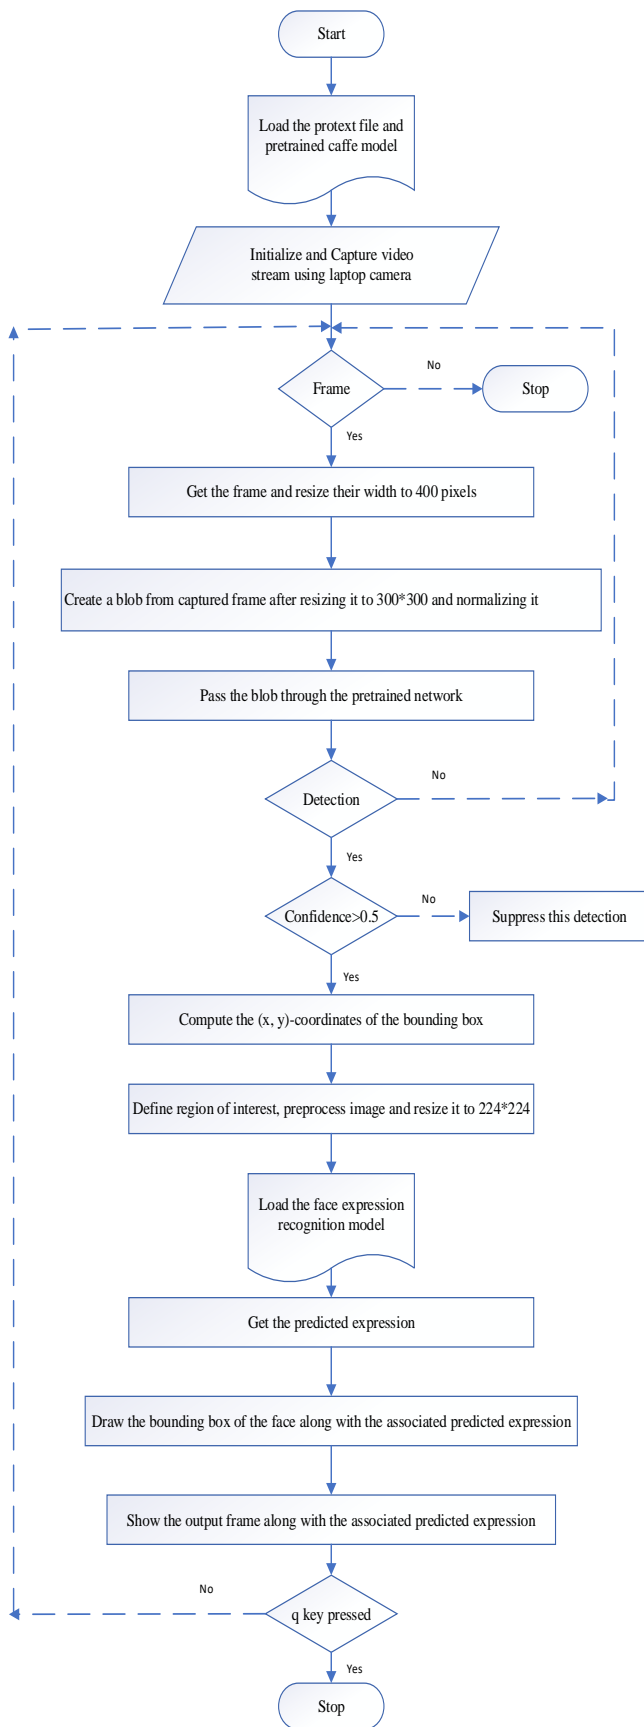 Start
Load the protext file and
pretrained caffe model
Initialize and Capture video
stream using laptop camera
Frame
No
Stop
Yes
Get the frame and resize their width to 400 pixels
Create a blob from captured frame after resizing it to 300*300 and normalizing it
Pass the blob through the pretrained network
Detection
No
Yes
Confidence>0.5
No
Suppress this detection
Yes
Compute the (x, y)-coordinates of the bounding box
Define region of interest, preprocess image and resize it to 224*224
Load the face expression
recognition model
Get the predicted expression
Draw the bounding box of the face along with the associated predicted expression
Show the output frame along with the associated predicted expression
No
q key pressed
Yes
Stop